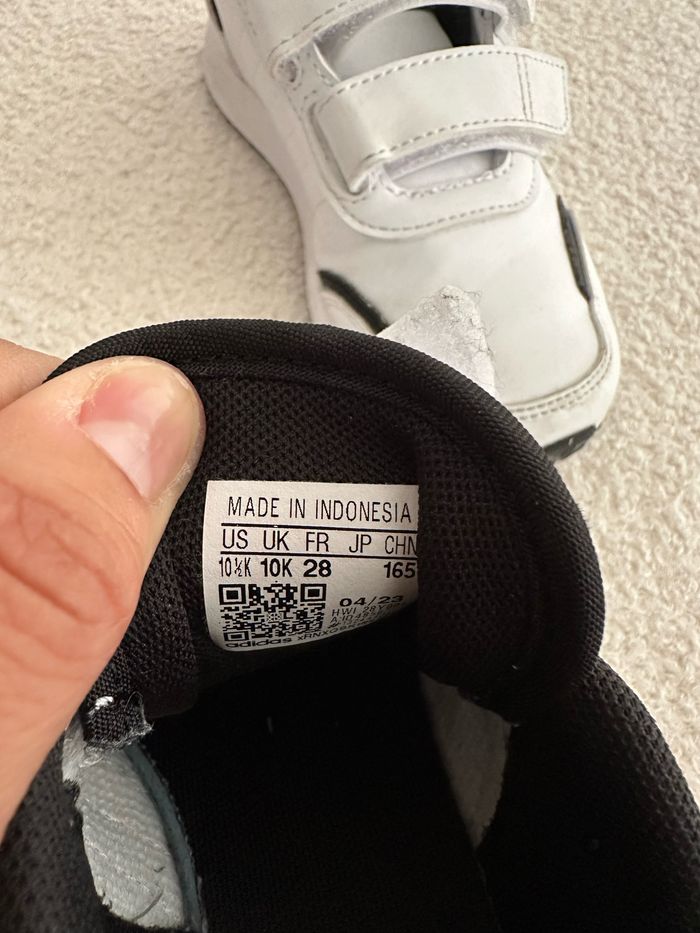 MADE IN INDONESIA
US UK FR JP CHN
10½K 10K 28 165
04/23
adidas